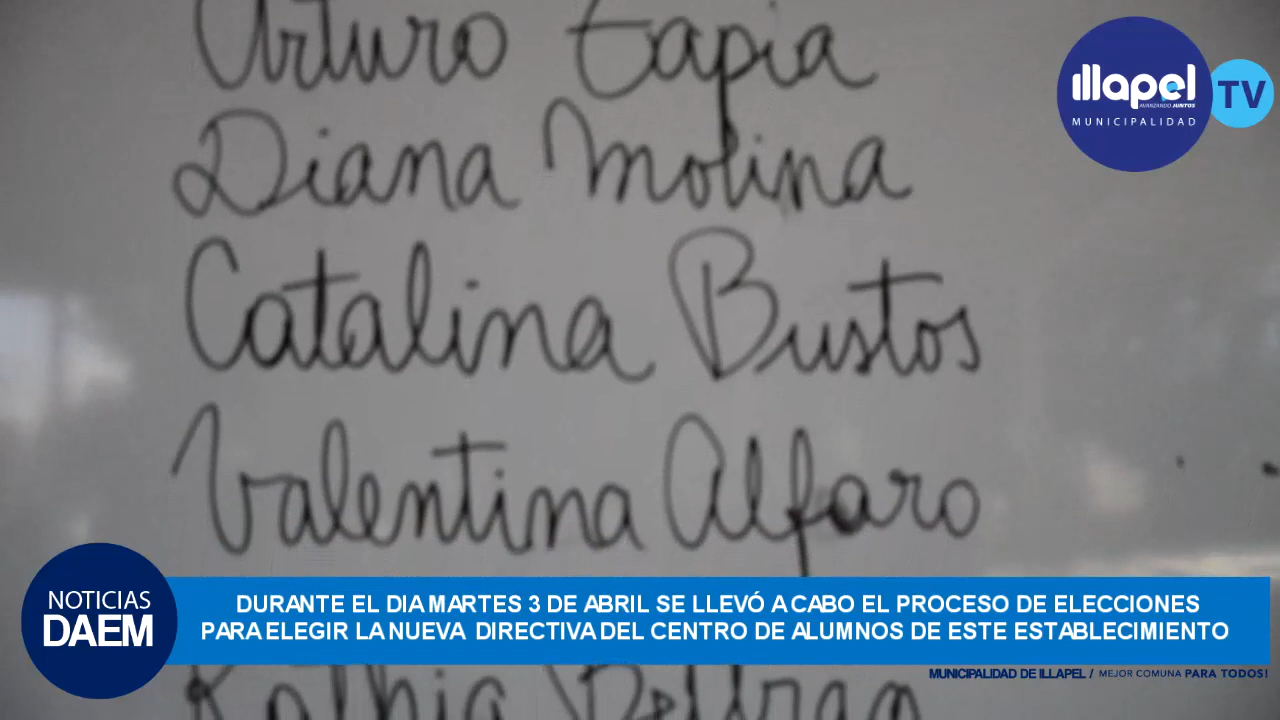 Arturo Tapia
illapel
AVANZANDO JUNTOS
MUNICIPALIDAD
TV
Diana Molina
Catalina Bustos
Valentina Alfaro
NOTICIAS
DAEM
DURANTE EL DIA MARTES 3 DE ABRIL SE LLEVÓ A CABO EL PROCESO DE ELECCIONES
PARA ELEGIR LA NUEVA DIRECTIVA DEL CENTRO DE ALUMNOS DE ESTE ESTABLECIMIENTO
MUNICIPALIDAD DE ILLAPEL / MEJOR COMUNA PARA TODOS!
Kathia Beltran